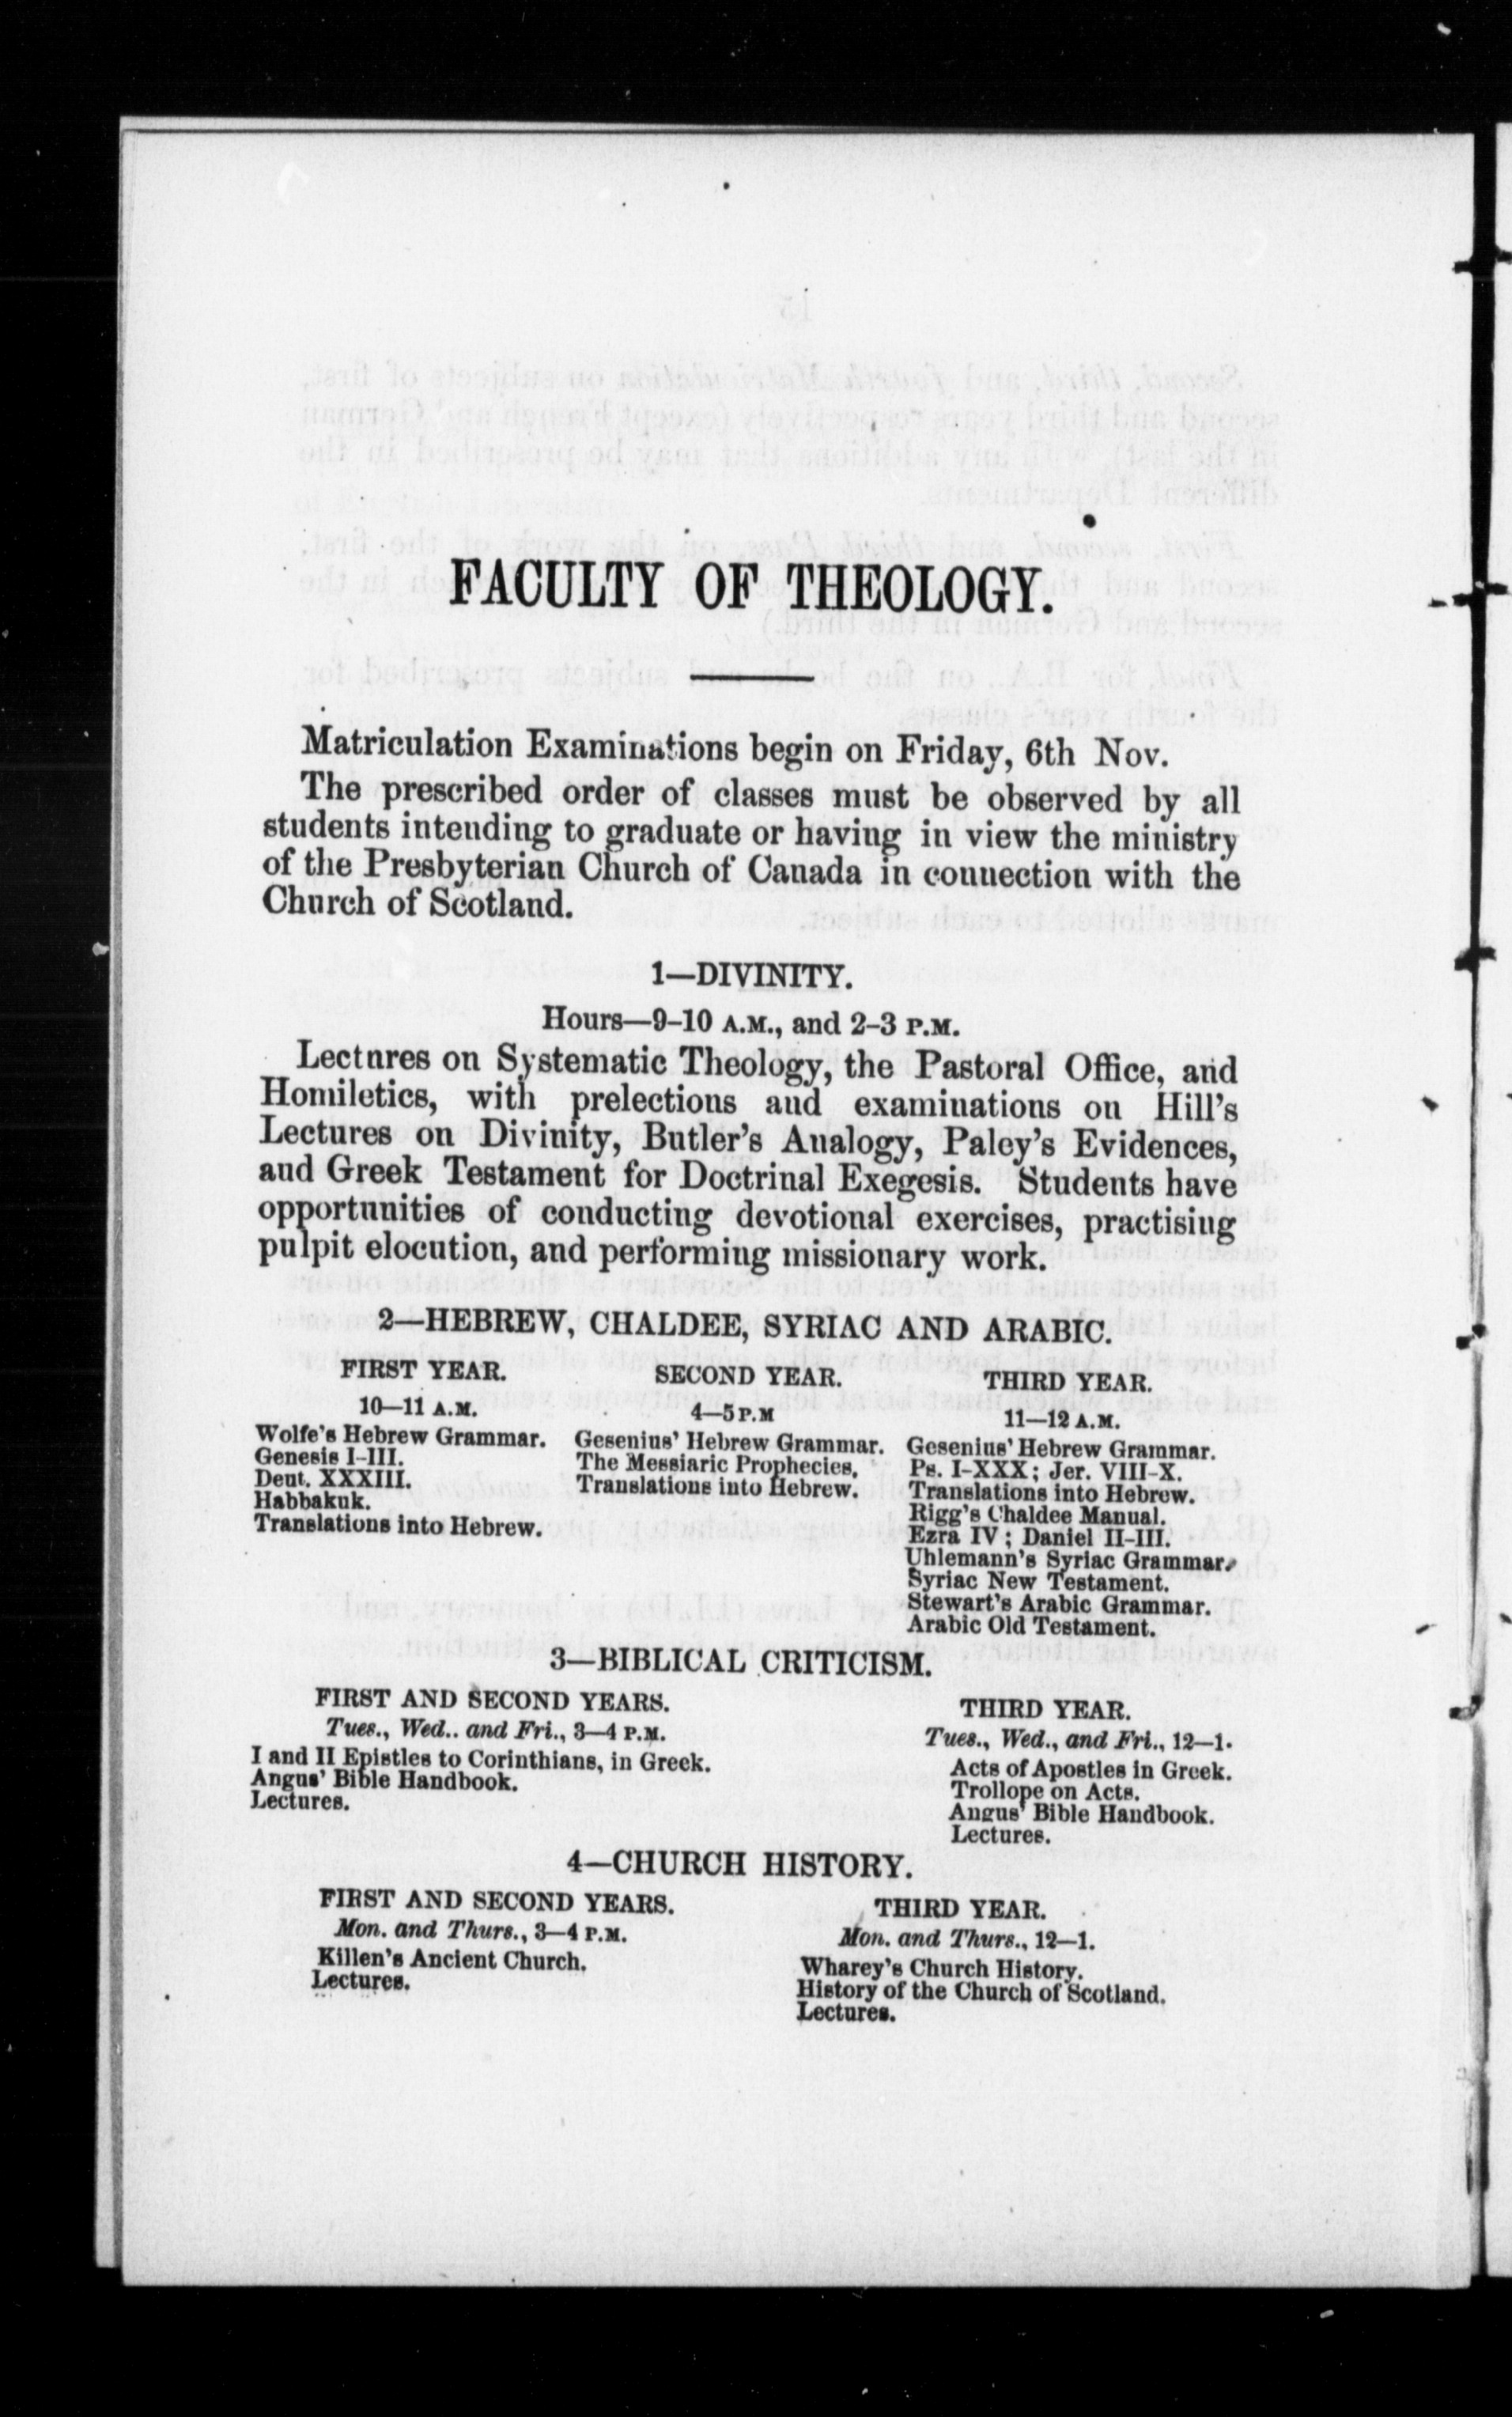 FACULTY OF THEOLOGY.
Matriculation Examinations begin on Friday, 6th Nov.
The prescribed order of classes must be observed by all
students intending to graduate or having in view the ministry
of the Presbyterian Church of Canada in connection with the
Church of Scotland.
1—DIVINITY.
Hours—9-10 A.M., and 2-3 P.M.
Lectures on Systematic Theology, the Pastoral Office, and
Homiletics, with prelections and examinations on Hill's
Lectures on Divinity, Butler's Analogy, Paley's Evidences,
and Greek Testament for Doctrinal Exegesis. Students have
opportunities of conducting devotional exercises, practising
pulpit elocution, and performing missionary work.
2—HEBREW, CHALDEE, SYRIAC AND ARABIC.
FIRST YEAR.
10—11 A.M.
Wolfe's Hebrew Grammar.
Genesis I-III.
Deut. XXXIII.
Habbakuk.
Translations into Hebrew.
SECOND YEAR.
4—5 P.M
Gesenius' Hebrew Grammar.
The Messiaric Prophecies.
Translations into Hebrew.
THIRD YEAR.
11—12 A.M.
Gesenius' Hebrew Grammar.
Ps. I-XXX; Jer. VIII-X.
Translations into Hebrew.
Rigg's Chaldee Manual.
Ezra IV; Daniel II-III.
Uhlemann's Syriac Grammar.
Syriac New Testament.
Stewart's Arabic Grammar.
Arabic Old Testament.
3—BIBLICAL CRITICISM.
FIRST AND SECOND YEARS.
Tues., Wed.. and Fri., 3—4 P.M.
I and II Epistles to Corinthians, in Greek.
Angus' Bible Handbook.
Lectures.
THIRD YEAR.
Tues., Wed., and Fri., 12—1.
Acts of Apostles in Greek.
Trollope on Acts.
Angus' Bible Handbook.
Lectures.
4—CHURCH HISTORY.
FIRST AND SECOND YEARS.
Mon. and Thurs., 3—4 P.M.
Killen's Ancient Church.
Lectures.
THIRD YEAR.
Mon. and Thurs., 12—1.
Wharey's Church History.
History of the Church of Scotland.
Lectures.